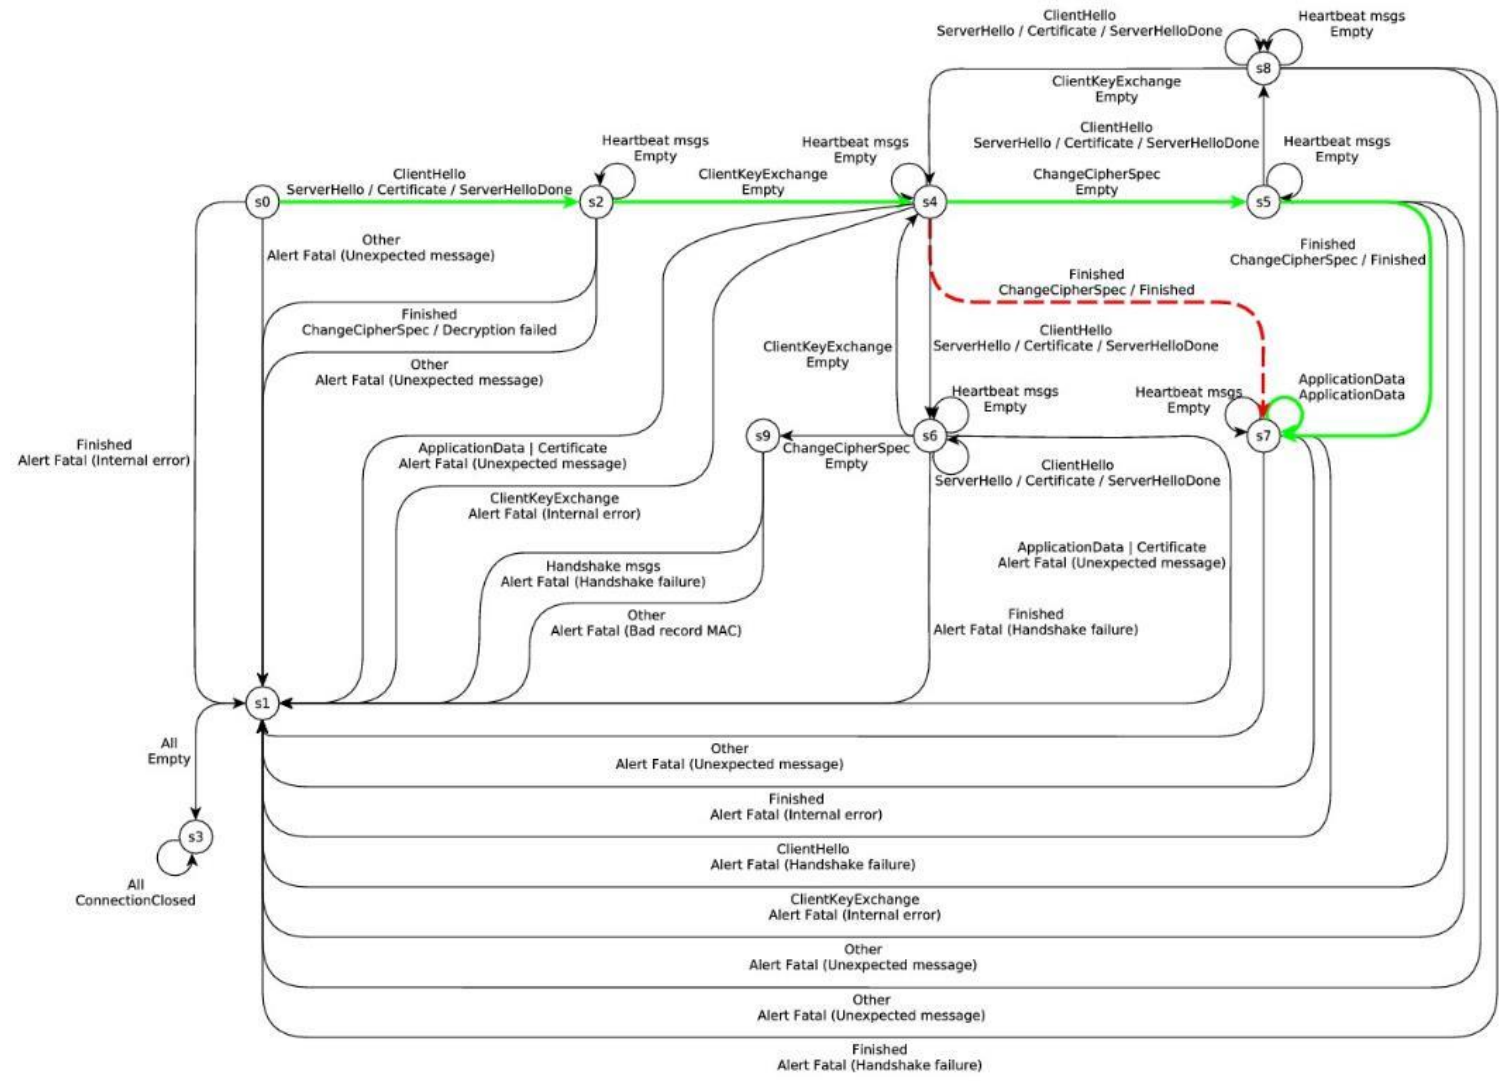 ClientHello
ServerHello / Certificate / ServerHelloDone
Heartbeat msgs
Empty
s8
ClientKeyExchange
Empty
ClientHello
ServerHello / Certificate / ServerHelloDone
Heartbeat msgs
Empty
Heartbeat msgs
Empty
Heartbeat msgs
Empty
ClientHello
ServerHello / Certificate / ServerHelloDone
ClientKeyExchange
Empty
ChangeCipherSpec
Empty
s0
s2
s4
s5
Other
Alert Fatal (Unexpected message)
Finished
ChangeCipherSpec / Finished
Finished
ChangeCipherSpec / Finished
Finished
ChangeCipherSpec / Decryption failed
ClientHello
ServerHello / Certificate / ServerHelloDone
ClientKeyExchange
Empty
Other
Alert Fatal (Unexpected message)
Heartbeat msgs
Empty
Heartbeat msgs
Empty
ApplicationData
ApplicationData
s9
s6
s7
Finished
Alert Fatal (Internal error)
ApplicationData | Certificate
Alert Fatal (Unexpected message)
ChangeCipherSpec
Empty
ClientHello
ServerHello / Certificate / ServerHelloDone
ClientKeyExchange
Alert Fatal (Internal error)
ApplicationData | Certificate
Alert Fatal (Unexpected message)
Handshake msgs
Alert Fatal (Handshake failure)
Other
Alert Fatal (Bad record MAC)
Finished
Alert Fatal (Handshake failure)
s1
All
Empty
Other
Alert Fatal (Unexpected message)
Finished
Alert Fatal (Internal error)
s3
ClientHello
Alert Fatal (Handshake failure)
All
ConnectionClosed
ClientKeyExchange
Alert Fatal (Internal error)
Other
Alert Fatal (Unexpected message)
Other
Alert Fatal (Unexpected message)
Finished
Alert Fatal (Handshake failure)